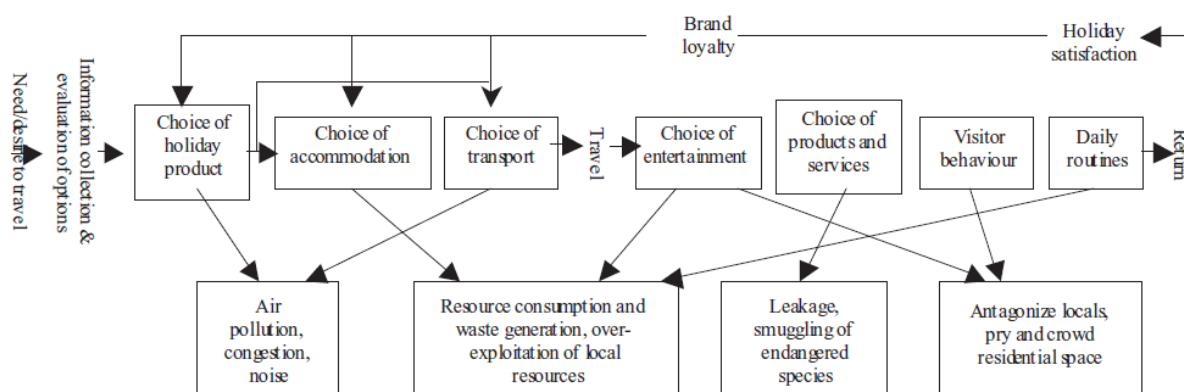 Brand
loyalty
Holiday
satisfaction
Need/desire to travel
Information collection &
evaluation of options
Choice of
holiday
product
Choice of
accommodation
Choice of
transport
Travel
Choice of
entertainment
Choice of
products and
services
Visitor
behaviour
Daily
routines
Return
Air
pollution,
congestion,
noise
Resource consumption and
waste generation, over-
exploitation of local
resources
Leakage,
smuggling of
endangered
species
Antagonize locals,
pry and crowd
residential space